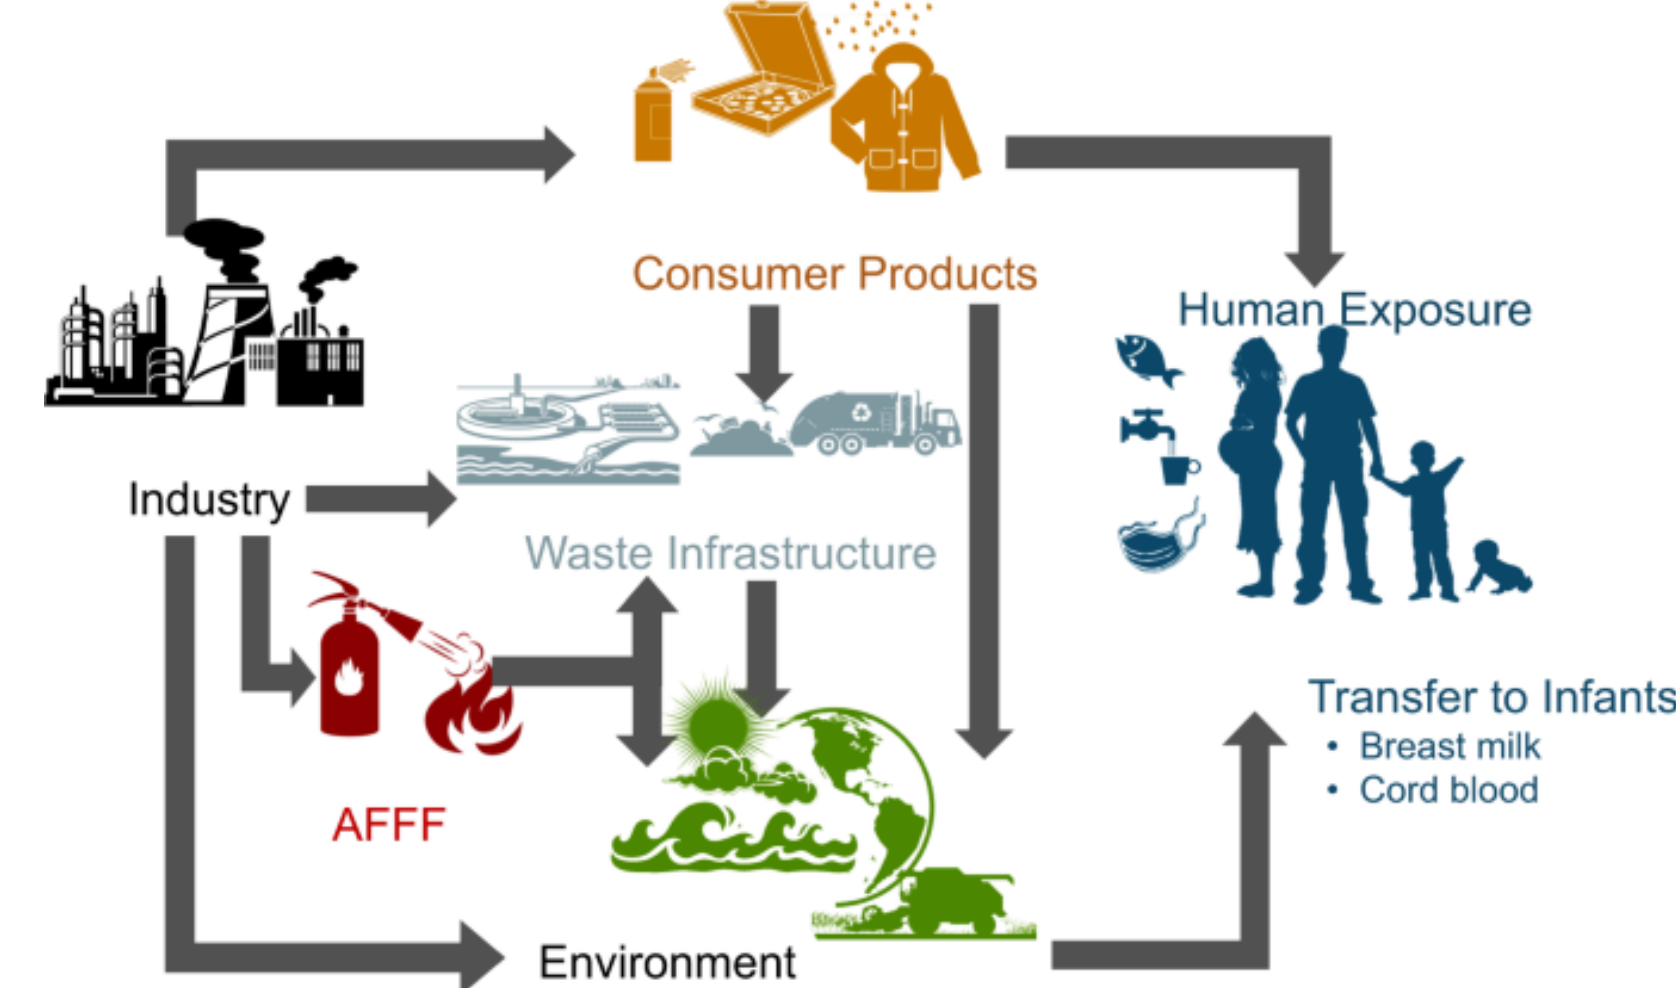 Consumer Products
Human Exposure
Industry
Waste Infrastructure
Transfer to Infants
• Breast milk
• Cord blood
AFFF
Environment